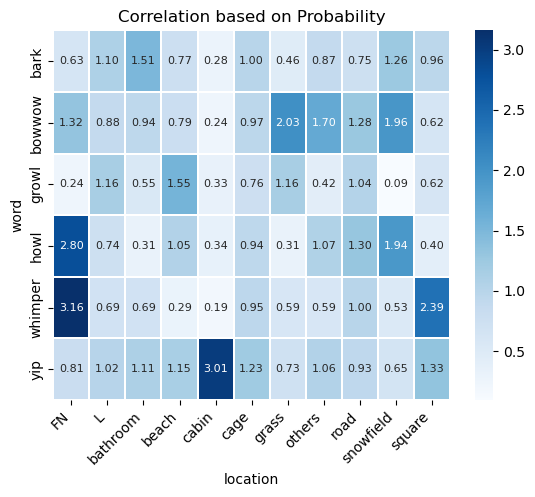 Correlation based on Probability
bark 0.63 1.10 1.51 0.77 0.28 1.00 0.46 0.87 0.75 1.26 0.96
bowwow 1.32 0.88 0.94 0.79 0.24 0.97 2.03 1.70 1.28 1.96 0.62
growl 0.24 1.16 0.55 1.55 0.33 0.76 1.16 0.42 1.04 0.09 0.62
howl 2.80 0.74 0.31 1.05 0.34 0.94 0.31 1.07 1.30 1.94 0.40
whimper 3.16 0.69 0.69 0.29 0.19 0.95 0.59 0.59 1.00 0.53 2.39
yip 0.81 1.02 1.11 1.15 3.01 1.23 0.73 1.06 0.93 0.65 1.33
word
FN L bathroom beach cabin cage grass others road snowfield square
location
3.0
2.5
2.0
1.5
1.0
0.5